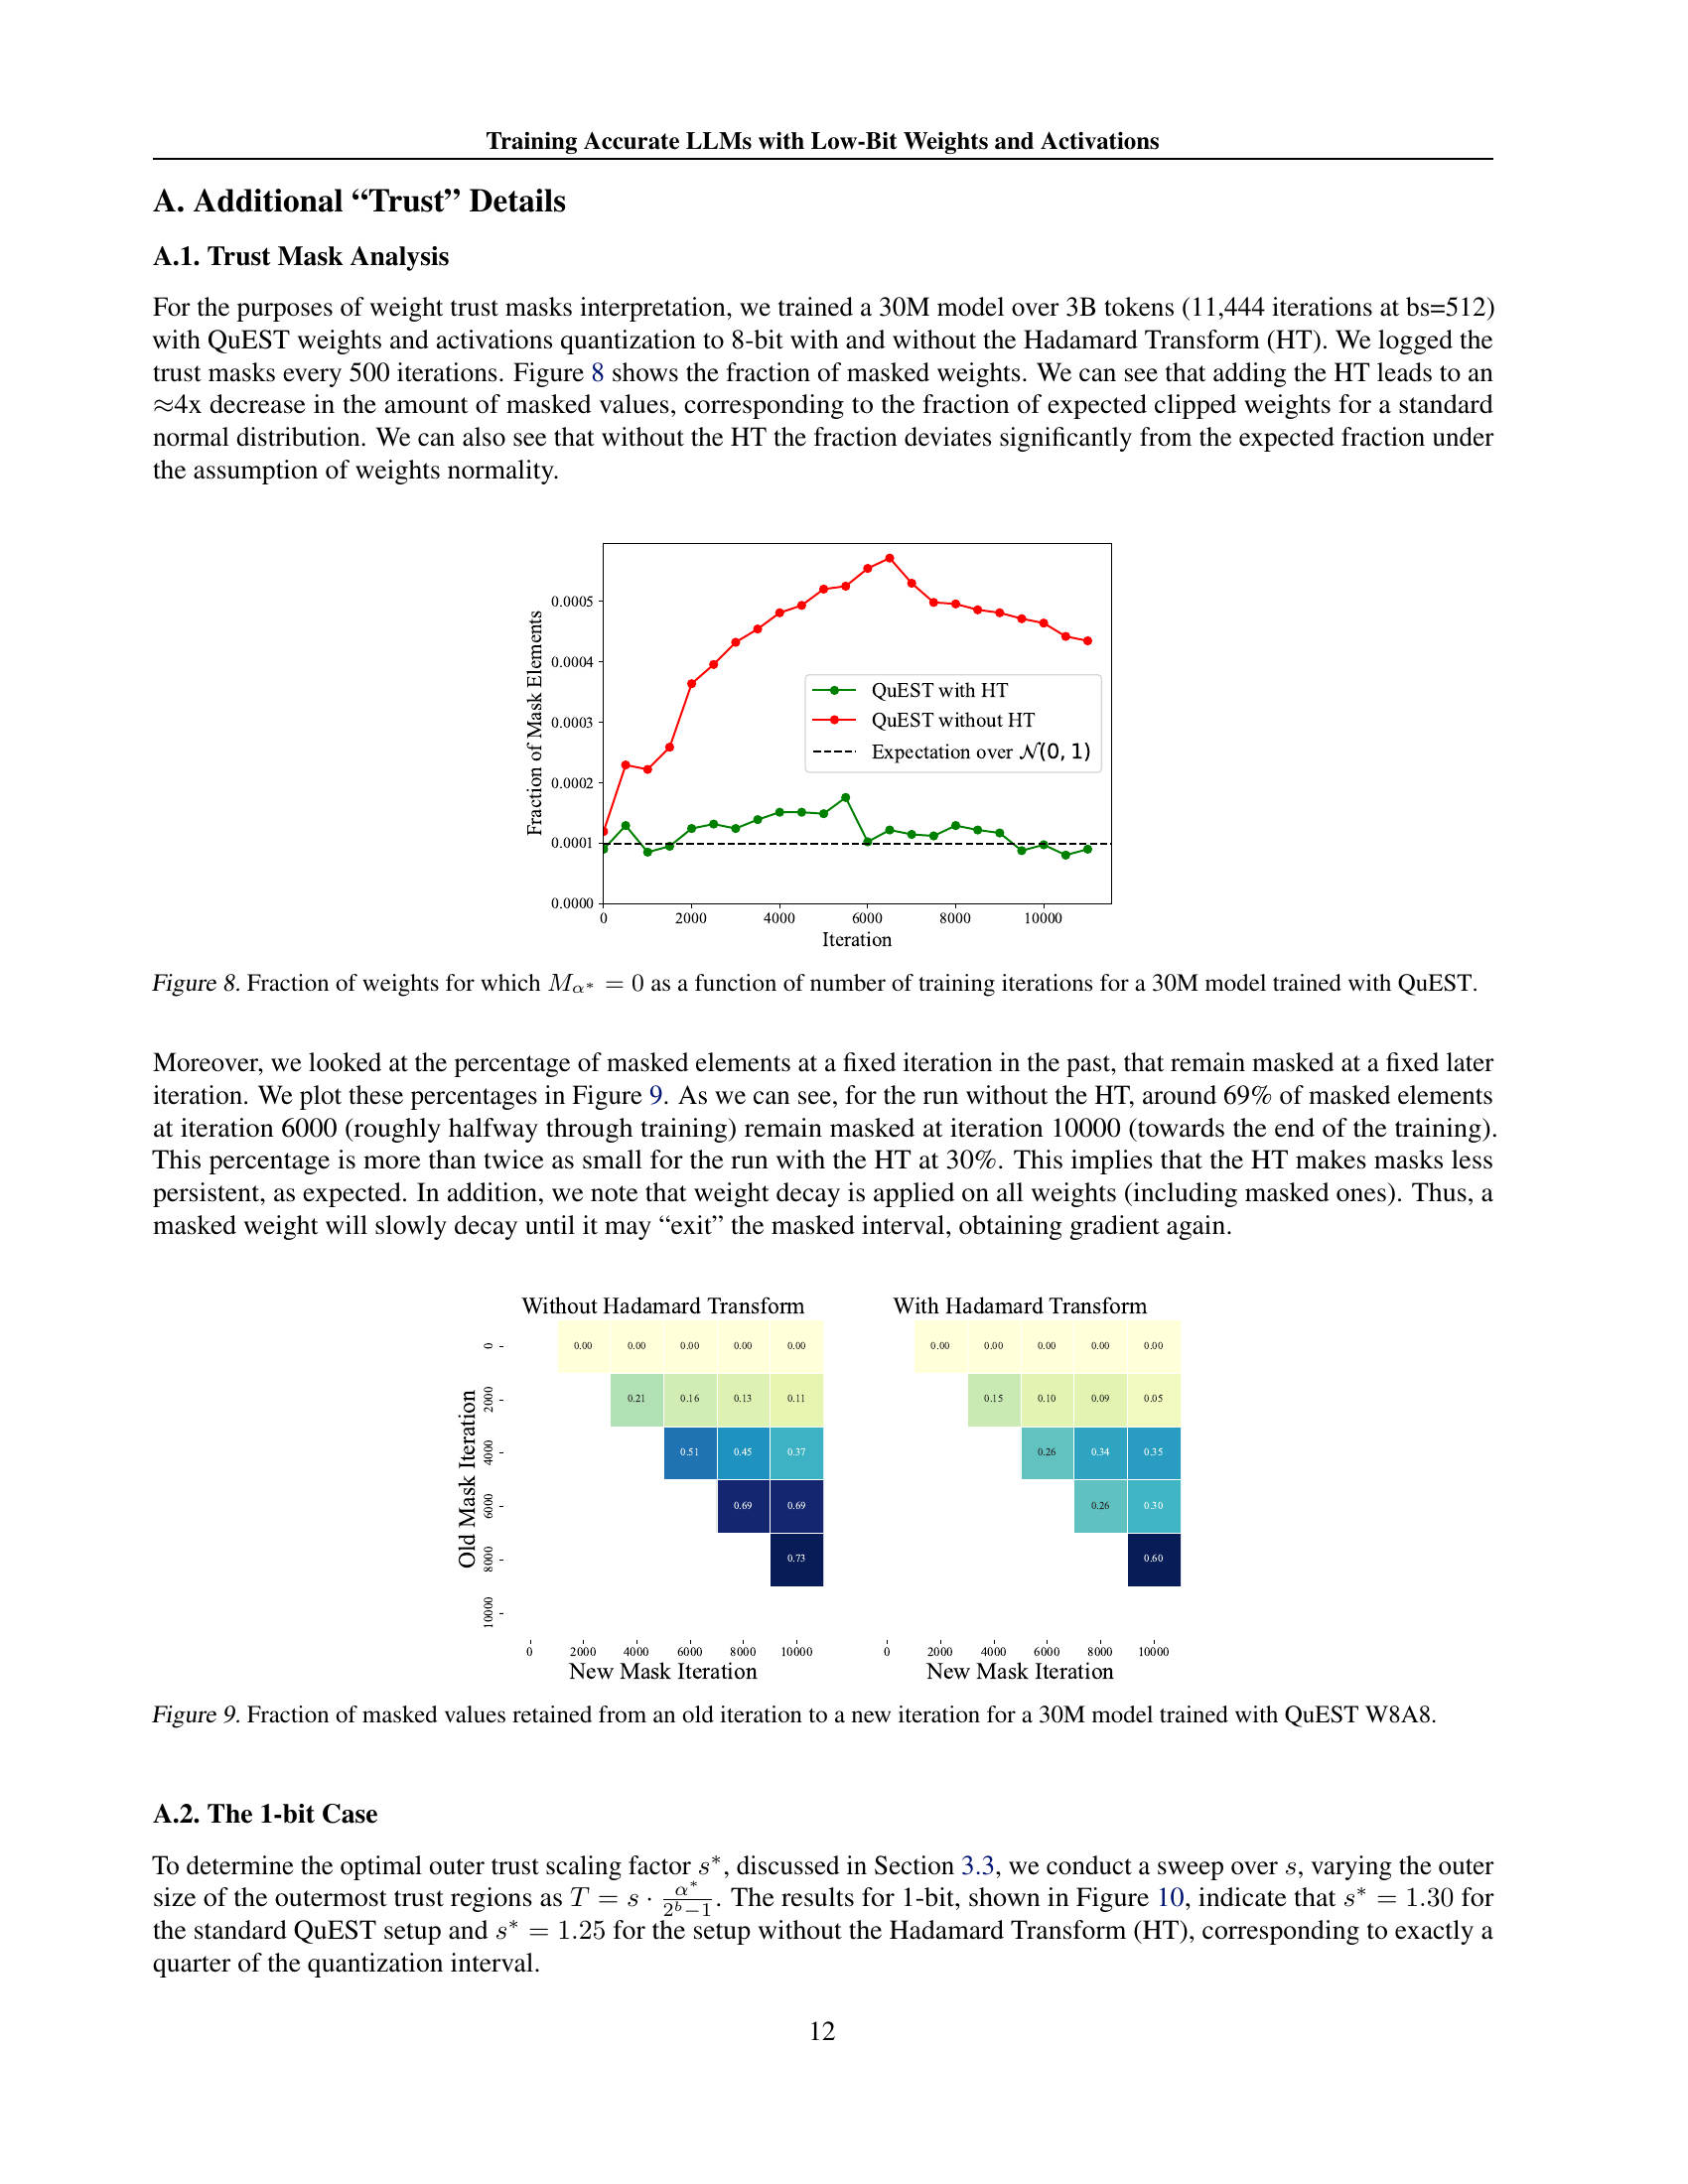 Training Accurate LLMs with Low-Bit Weights and Activations
A. Additional “Trust” Details
A.1. Trust Mask Analysis
For the purposes of weight trust masks interpretation, we trained a 30M model over 3B tokens (11,444 iterations at bs=512)
with QuEST weights and activations quantization to 8-bit with and without the Hadamard Transform (HT). We logged the
trust masks every 500 iterations. Figure 8 shows the fraction of masked weights. We can see that adding the HT leads to an
≈4x decrease in the amount of masked values, corresponding to the fraction of expected clipped weights for a standard
normal distribution. We can also see that without the HT the fraction deviates significantly from the expected fraction under
the assumption of weights normality.
Fraction of Mask Elements
0.0005
0.0004
0.0003
0.0002
0.0001
0.0000
QuEST with HT
QuEST without HT
Expectation over 𝒩(0, 1)
0 2000 4000 6000 8000 10000
Iteration
Figure 8. Fraction of weights for which M_{α*} = 0 as a function of number of training iterations for a 30M model trained with QuEST.
Moreover, we looked at the percentage of masked elements at a fixed iteration in the past, that remain masked at a fixed later
iteration. We plot these percentages in Figure 9. As we can see, for the run without the HT, around 69% of masked elements
at iteration 6000 (roughly halfway through training) remain masked at iteration 10000 (towards the end of the training).
This percentage is more than twice as small for the run with the HT at 30%. This implies that the HT makes masks less
persistent, as expected. In addition, we note that weight decay is applied on all weights (including masked ones). Thus, a
masked weight will slowly decay until it may “exit” the masked interval, obtaining gradient again.
Without Hadamard Transform
With Hadamard Transform
Old Mask Iteration
0 0.00 0.00 0.00 0.00 0.00 0.00 0.00 0.00 0.00 0.00
2000 0.21 0.16 0.13 0.11 0.15 0.10 0.09 0.05
4000 0.51 0.45 0.37 0.26 0.34 0.35
6000 0.69 0.69 0.26 0.30
8000 0.73 0.60
10000
0 2000 4000 6000 8000 10000 0 2000 4000 6000 8000 10000
New Mask Iteration New Mask Iteration
Figure 9. Fraction of masked values retained from an old iteration to a new iteration for a 30M model trained with QuEST W8A8.
A.2. The 1-bit Case
To determine the optimal outer trust scaling factor s*, discussed in Section 3.3, we conduct a sweep over s, varying the outer
size of the outermost trust regions as T = s · α*/(2^b−1). The results for 1-bit, shown in Figure 10, indicate that s* = 1.30 for
the standard QuEST setup and s* = 1.25 for the setup without the Hadamard Transform (HT), corresponding to exactly a
quarter of the quantization interval.
12